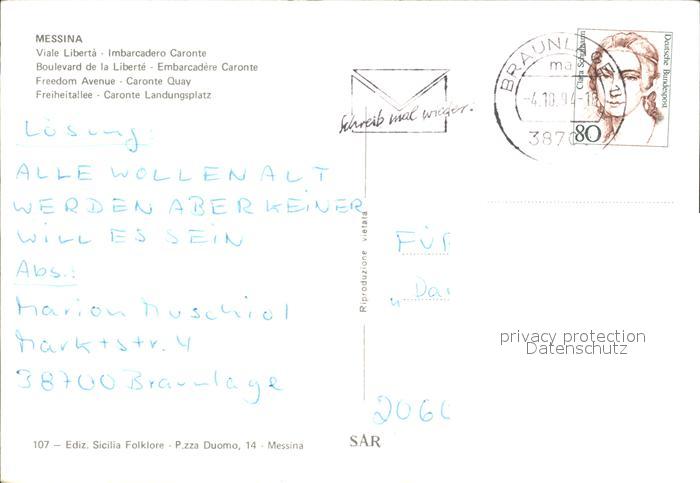 MESSINA
Viale Libertà - Imbarcadero Caronte
Boulevard de la Liberté - Embarcadère Caronte
Freedom Avenue - Caronte Quay
Freiheitallee - Caronte Landungsplatz
BRAUNLAGE
-4.10.94-18
3870
Schreib mal wieder!
Clara Schumann
Deutsche Bundespost
80
Lösung:
ALLE WOLLEN ALT
WERDEN ABER KEINER
WILL ES SEIN
Abs.:
Marion Muschiol
Marktstr. 4
38700 Braunlage
Riproduzione vietata
FÜR
"Da
206
privacy protection
Datenschutz
107 — Ediz. Sicilia Folklore - P.zza Duomo, 14 - Messina
SAR